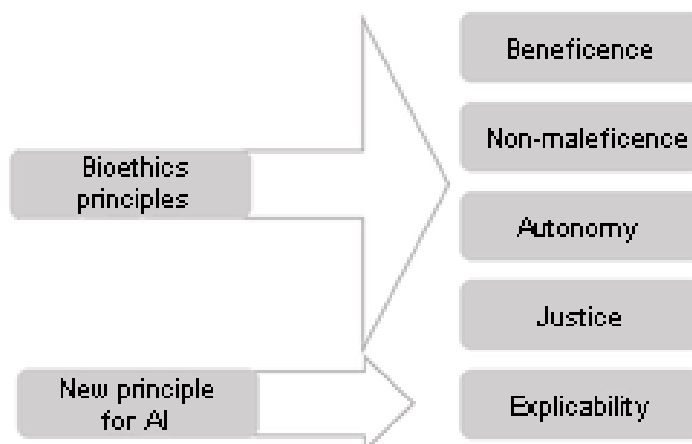 Beneficence
Non-maleficence
Bioethics
principles
Autonomy
Justice
New principle
for AI
Explicability